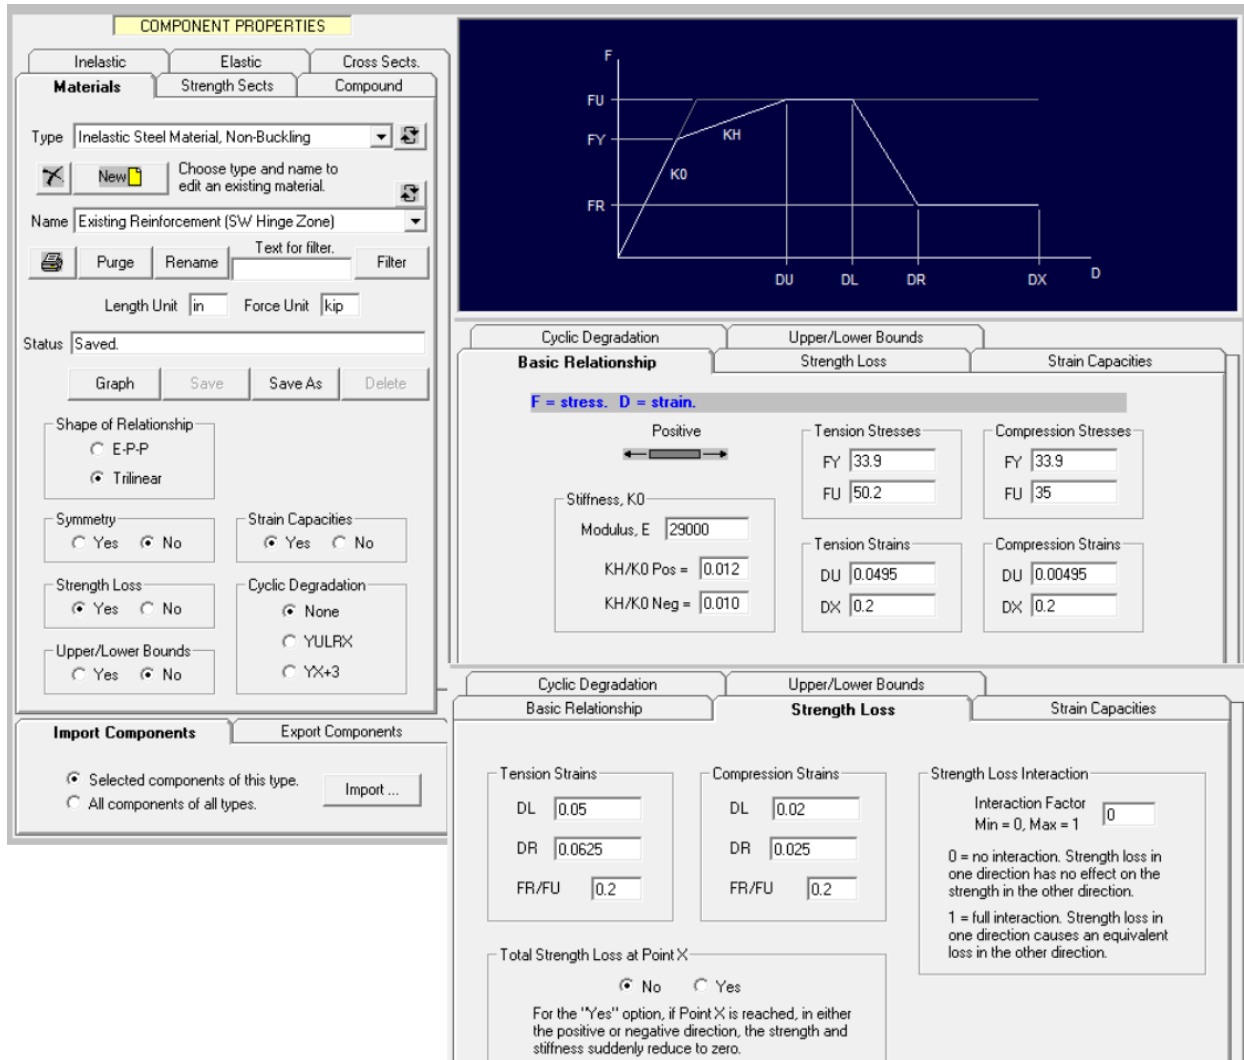 COMPONENT PROPERTIES
Inelastic Elastic Cross Sects.
Materials Strength Sects Compound
Type Inelastic Steel Material, Non-Buckling
New Choose type and name to
edit an existing material.
Name Existing Reinforcement (SW Hinge Zone)
Text for filter.
Purge Rename Filter
Length Unit in Force Unit kip
Status Saved.
Graph Save Save As Delete
Shape of Relationship
E-P-P
Trilinear
Symmetry
Yes No
Strain Capacities
Yes No
Strength Loss
Yes No
Cyclic Degradation
None
YULRX
YX+3
Upper/Lower Bounds
Yes No
Import Components Export Components
Selected components of this type.
All components of all types.
Import ...
F
FU
FY
KH
K0
FR
DU DL DR DX D
Cyclic Degradation Upper/Lower Bounds
Basic Relationship Strength Loss Strain Capacities
F = stress. D = strain.
Positive
Stiffness, K0
Modulus, E 29000
KH/K0 Pos = 0.012
KH/K0 Neg = 0.010
Tension Stresses
FY 33.9
FU 50.2
Compression Stresses
FY 33.9
FU 35
Tension Strains
DU 0.0495
DX 0.2
Compression Strains
DU 0.00495
DX 0.2
Cyclic Degradation Upper/Lower Bounds
Basic Relationship Strength Loss Strain Capacities
Tension Strains
DL 0.05
DR 0.0625
FR/FU 0.2
Compression Strains
DL 0.02
DR 0.025
FR/FU 0.2
Strength Loss Interaction
Interaction Factor
Min = 0, Max = 1 0
0 = no interaction. Strength loss in
one direction has no effect on the
strength in the other direction.
1 = full interaction. Strength loss in
one direction causes an equivalent
loss in the other direction.
Total Strength Loss at Point X
No Yes
For the "Yes" option, if Point X is reached, in either
the positive or negative direction, the strength and
stiffness suddenly reduce to zero.